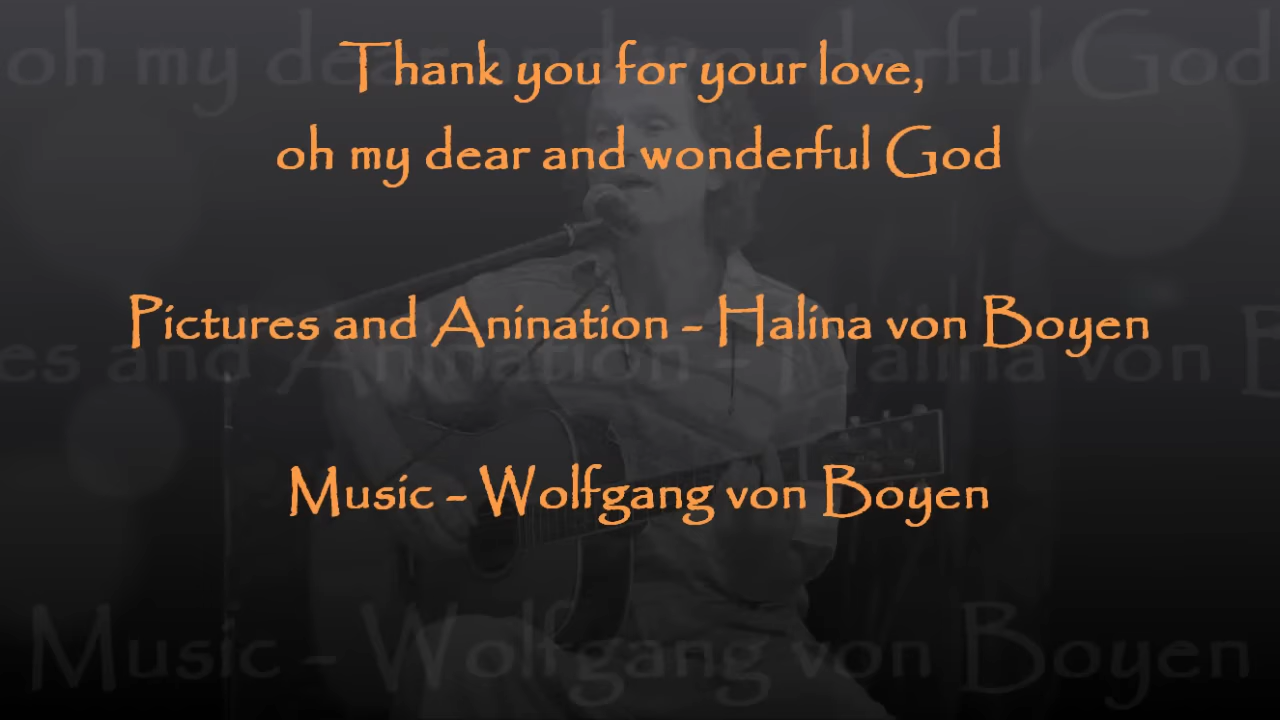 Thank you for your love,
oh my dear and wonderful God
Pictures and Anination - Halina von Boyen
Music - Wolfgang von Boyen